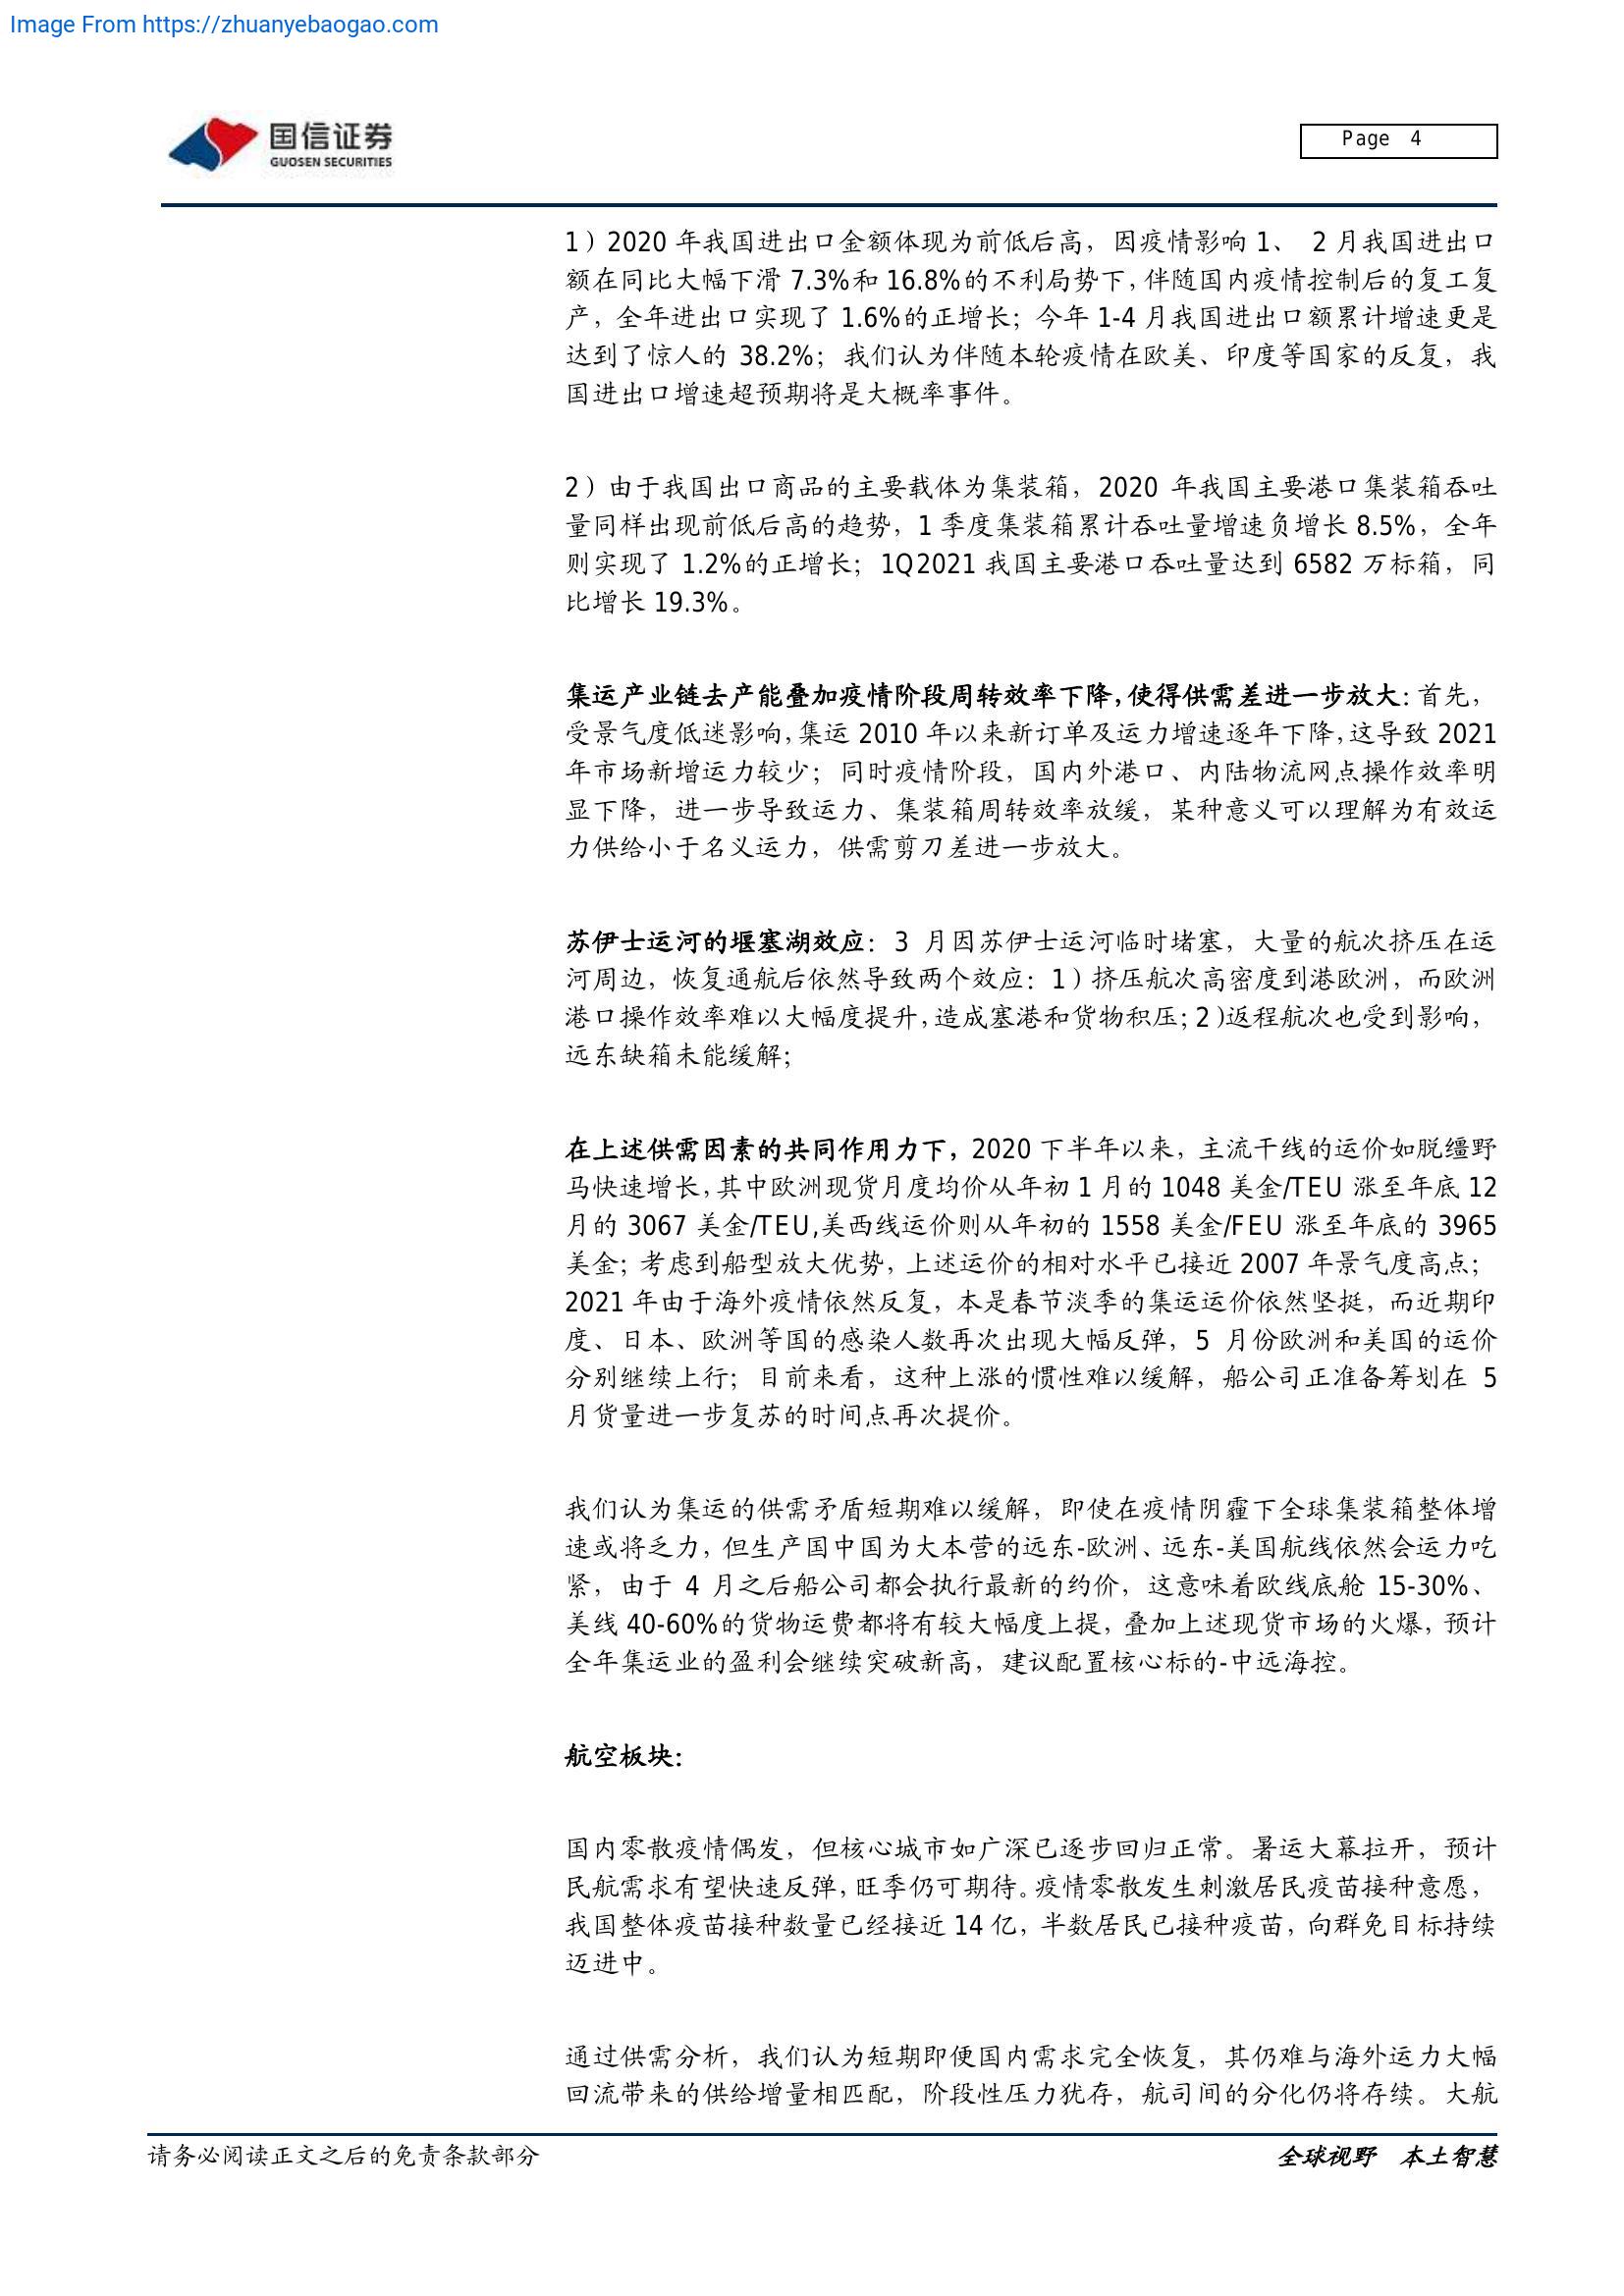 Image From https://zhuanyebaogao.com
国信证券
GUOSEN SECURITIES
Page 4
1）2020 年我国进出口金额体现为前低后高，因疫情影响 1、 2 月我国进出口
额在同比大幅下滑 7.3%和 16.8%的不利局势下，伴随国内疫情控制后的复工复
产，全年进出口实现了 1.6%的正增长；今年 1-4 月我国进出口额累计增速更是
达到了惊人的 38.2%；我们认为伴随本轮疫情在欧美、印度等国家的反复，我
国进出口增速超预期将是大概率事件。
2）由于我国出口商品的主要载体为集装箱，2020 年我国主要港口集装箱吞吐
量同样出现前低后高的趋势，1 季度集装箱累计吞吐量增速负增长 8.5%，全年
则实现了 1.2%的正增长；1Q2021 我国主要港口吞吐量达到 6582 万标箱，同
比增长 19.3%。
集运产业链去产能叠加疫情阶段周转效率下降，使得供需差进一步放大：首先，
受景气度低迷影响，集运 2010 年以来新订单及运力增速逐年下降，这导致 2021
年市场新增运力较少；同时疫情阶段，国内外港口、内陆物流网点操作效率明
显下降，进一步导致运力、集装箱周转效率放缓，某种意义可以理解为有效运
力供给小于名义运力，供需剪刀差进一步放大。
苏伊士运河的堰塞湖效应：3 月因苏伊士运河临时堵塞，大量的航次挤压在运
河周边，恢复通航后依然导致两个效应：1）挤压航次高密度到港欧洲，而欧洲
港口操作效率难以大幅度提升，造成塞港和货物积压；2）返程航次也受到影响，
远东缺箱未能缓解；
在上述供需因素的共同作用力下，2020 下半年以来，主流干线的运价如脱缰野
马快速增长，其中欧洲现货月度均价从年初 1 月的 1048 美金/TEU 涨至年底 12
月的 3067 美金/TEU,美西线运价则从年初的 1558 美金/FEU 涨至年底的 3965
美金；考虑到船型放大优势，上述运价的相对水平已接近 2007 年景气度高点；
2021 年由于海外疫情依然反复，本是春节淡季的集运运价依然坚挺，而近期印
度、日本、欧洲等国的感染人数再次出现大幅反弹，5 月份欧洲和美国的运价
分别继续上行；目前来看，这种上涨的惯性难以缓解，船公司正准备筹划在 5
月货量进一步复苏的时间点再次提价。
我们认为集运的供需矛盾短期难以缓解，即使在疫情阴霾下全球集装箱整体增
速或将乏力，但生产国中国为大本营的远东-欧洲、远东-美国航线依然会运力吃
紧，由于 4 月之后船公司都会执行最新的约价，这意味着欧线底舱 15-30%、
美线 40-60%的货物运费都将有较大幅度上提，叠加上述现货市场的火爆，预计
全年集运业的盈利会继续突破新高，建议配置核心标的-中远海控。
航空板块：
国内零散疫情偶发，但核心城市如广深已逐步回归正常。暑运大幕拉开，预计
民航需求有望快速反弹，旺季仍可期待。疫情零散发生刺激居民疫苗接种意愿，
我国整体疫苗接种数量已经接近 14 亿，半数居民已接种疫苗，向群免目标持续
迈进中。
通过供需分析，我们认为短期即便国内需求完全恢复，其仍难与海外运力大幅
回流带来的供给增量相匹配，阶段性压力犹存，航司间的分化仍将存续。大航
请务必阅读正文之后的免责条款部分
全球视野 本土智慧